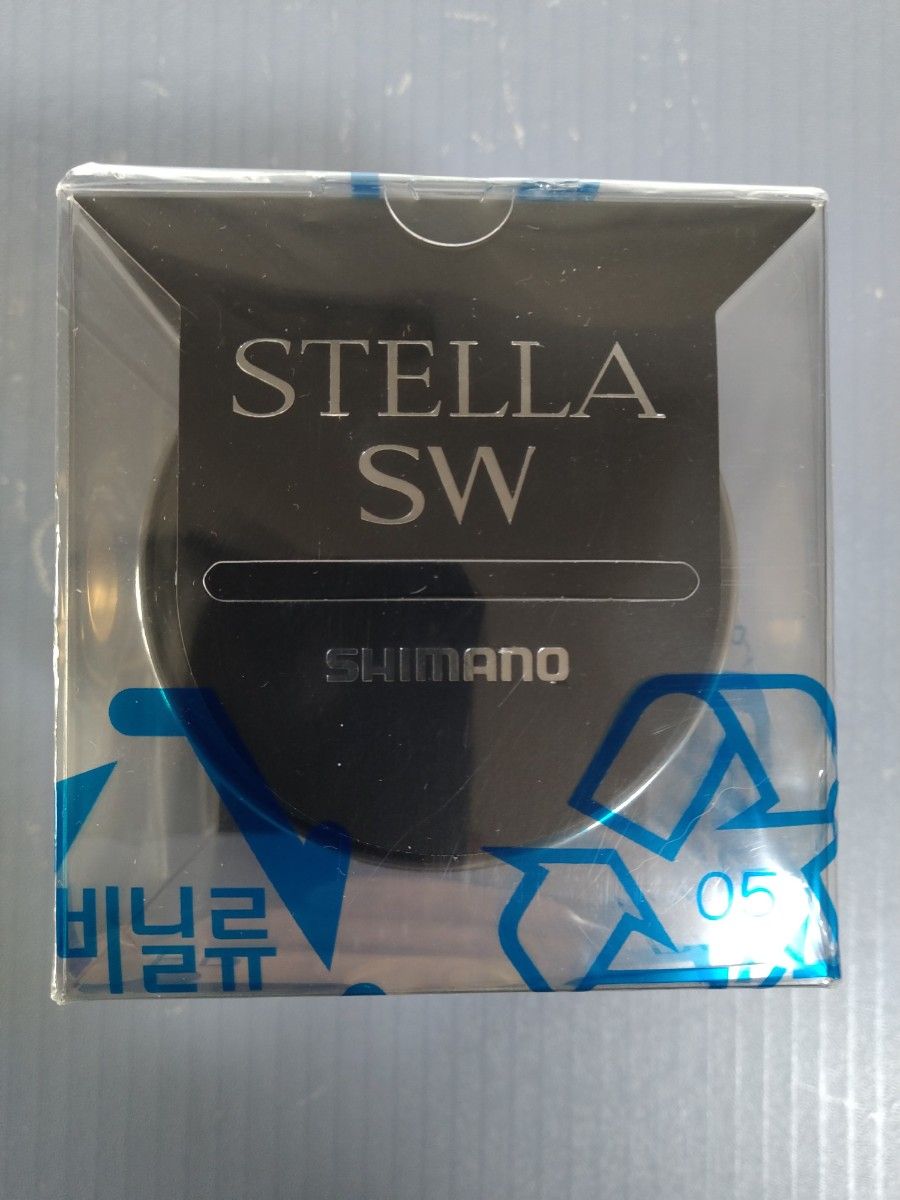 STELLA
SW
SHIMANO
비닐류
05